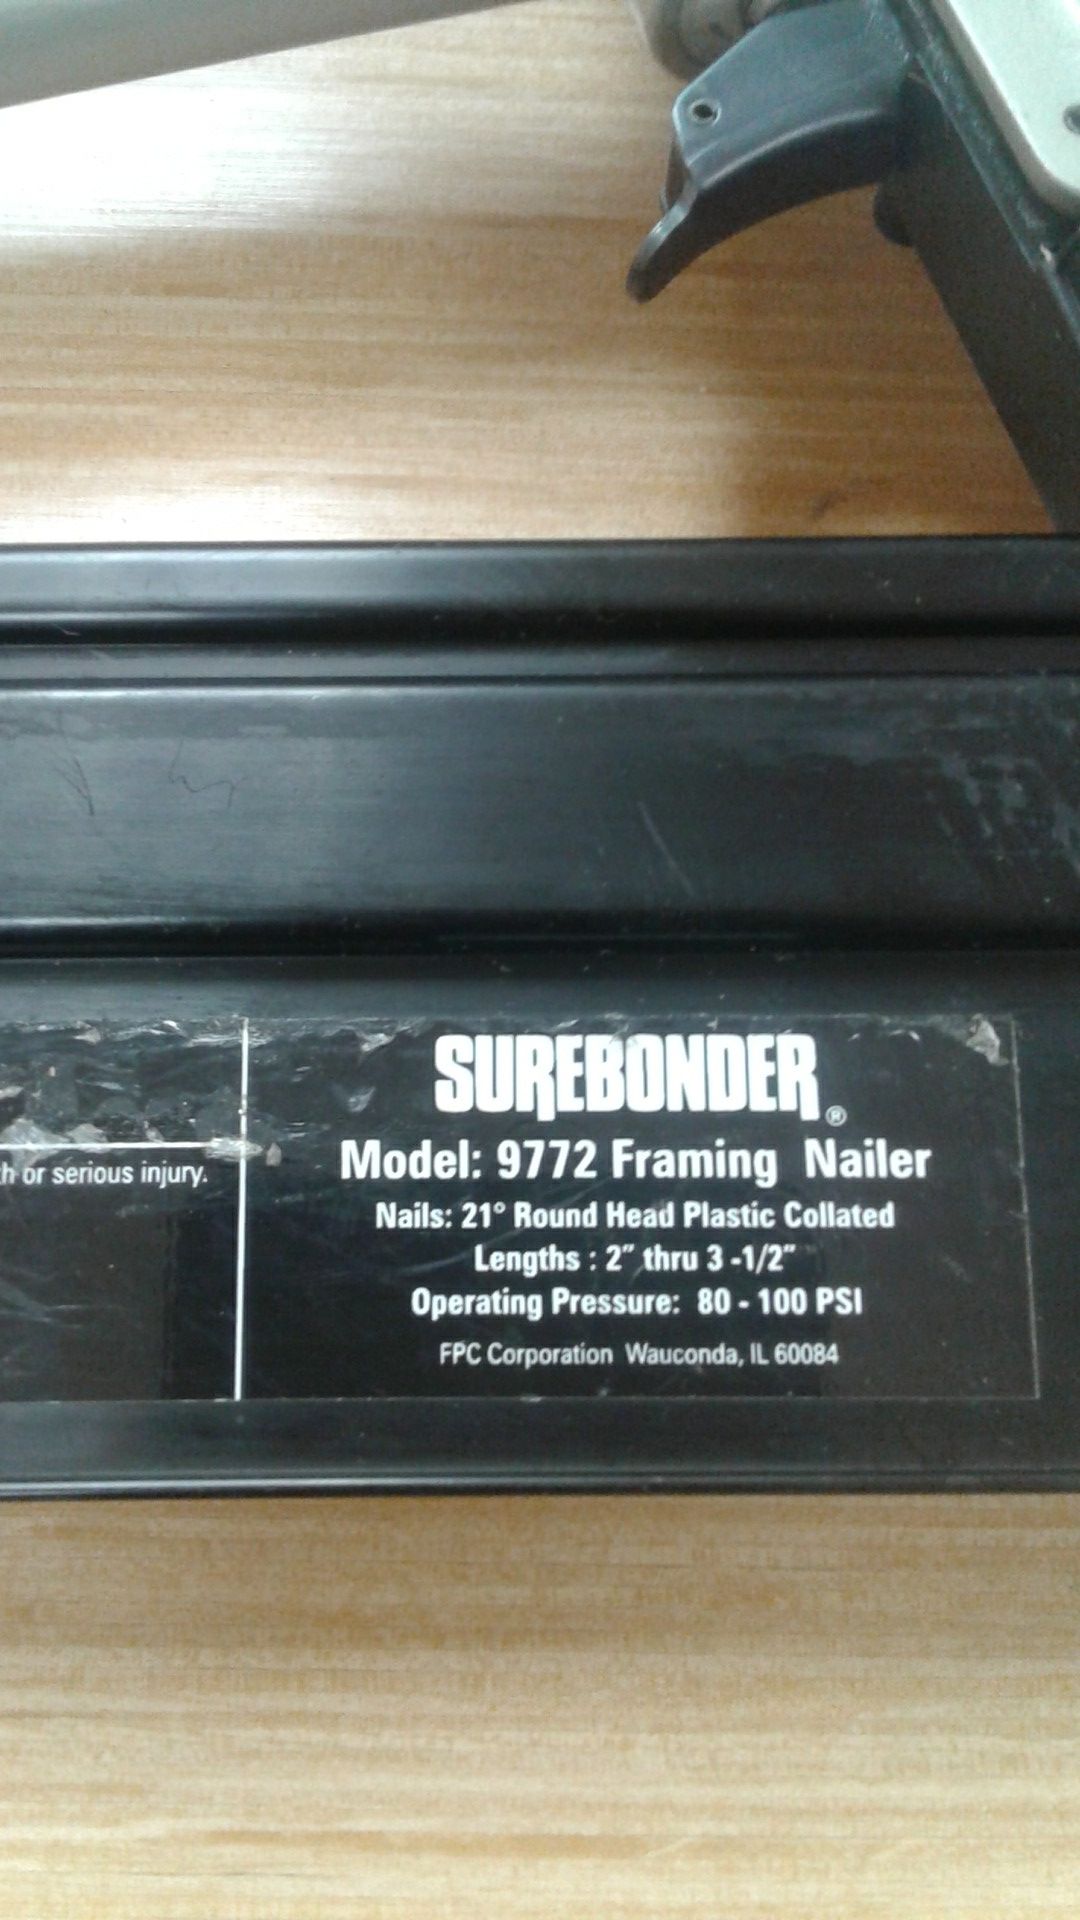 or serious injury.
SUREBONDER®
Model: 9772 Framing Nailer
Nails: 21° Round Head Plastic Collated
Lengths : 2″ thru 3 -1/2″
Operating Pressure: 80 - 100 PSI
FPC Corporation Wauconda, IL 60084